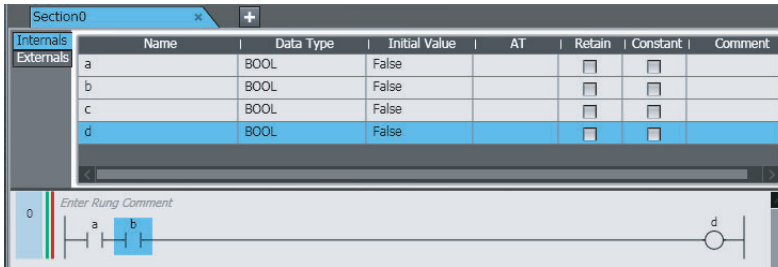 Section0 × +
Internals Name Data Type Initial Value AT Retain Constant Comment
Externals
a BOOL False
b BOOL False
c BOOL False
d BOOL False
Enter Rung Comment
0
a b d